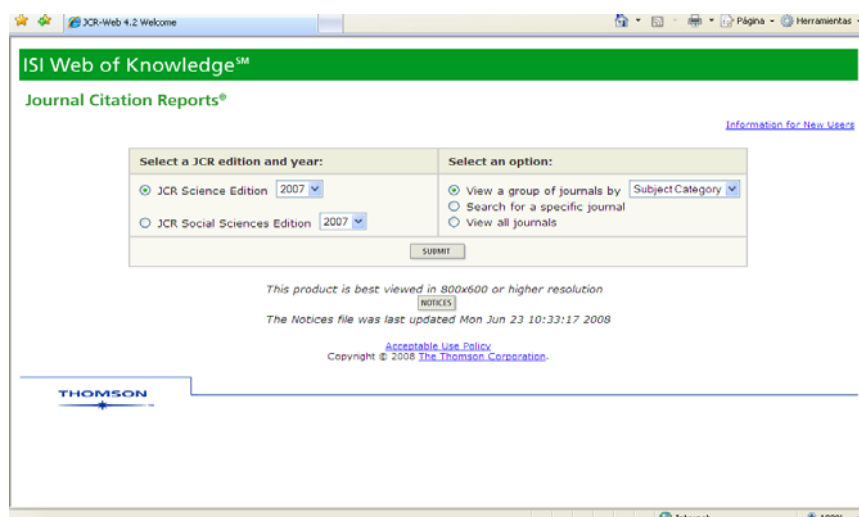 JCR-Web 4.2 Welcome
Página
Herramientas
ISI Web of Knowledge℠
Journal Citation Reports®
Information for New Users
Select a JCR edition and year:
Select an option:
JCR Science Edition 2007
View a group of journals by Subject Category
Search for a specific journal
JCR Social Sciences Edition 2007
View all journals
SUBMIT
This product is best viewed in 800x600 or higher resolution
NOTICES
The Notices file was last updated Mon Jun 23 10:33:17 2008
Acceptable Use Policy
Copyright © 2008 The Thomson Corporation.
THOMSON